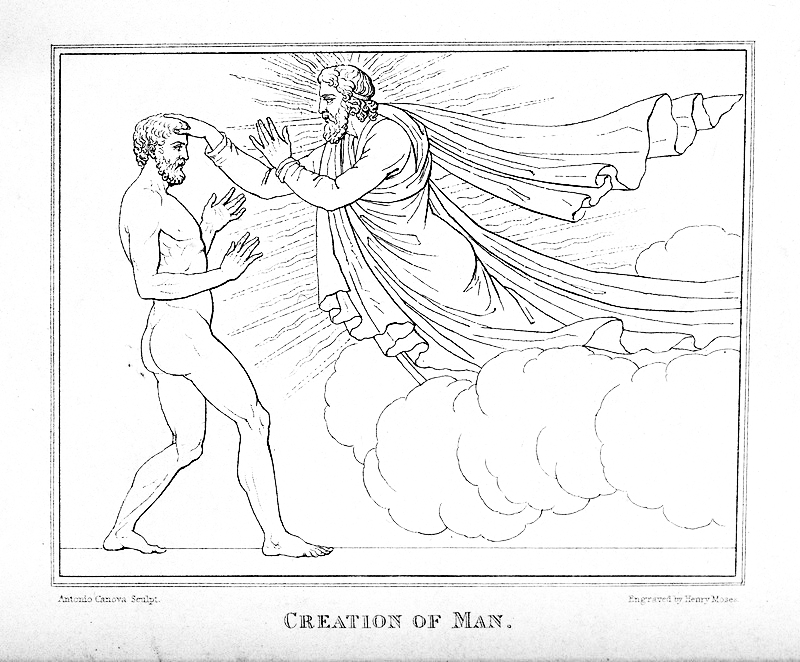 Antonio Canova Sculpt.
Engraved by Henry Moses.
CREATION OF MAN.